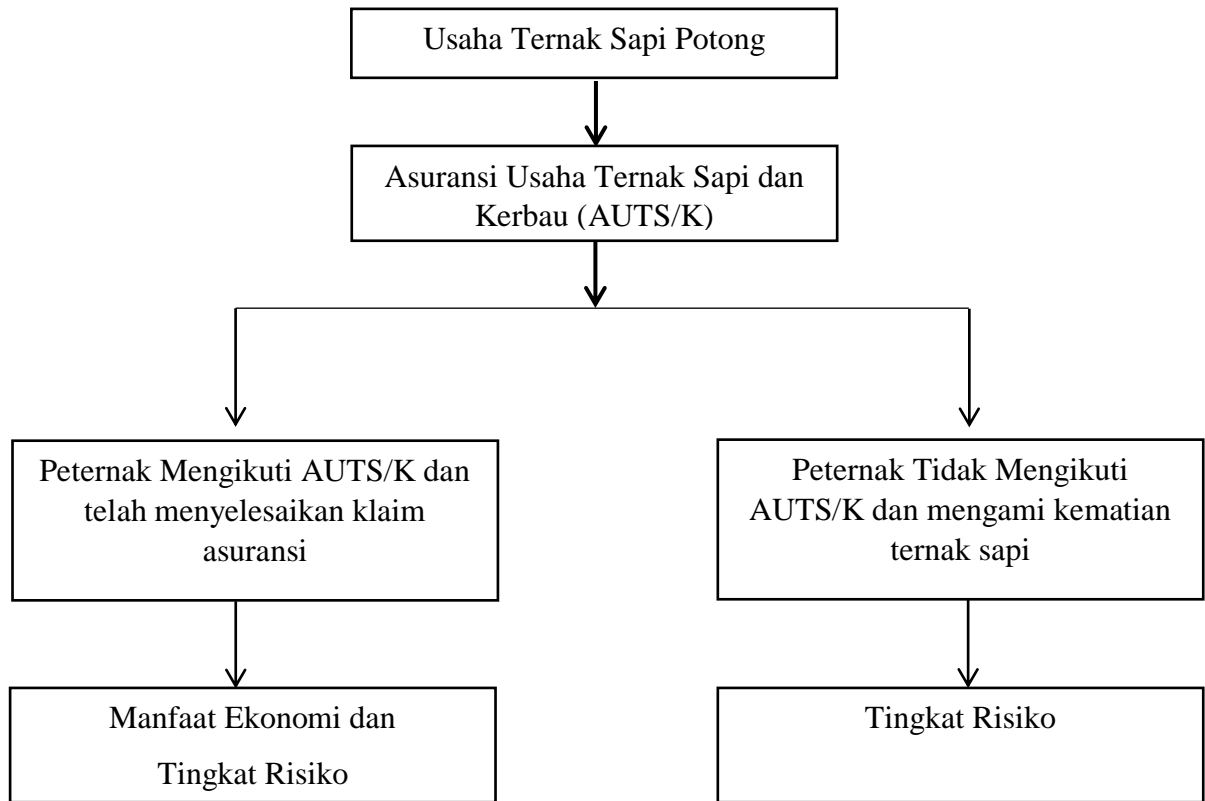 Usaha Ternak Sapi Potong
Asuransi Usaha Ternak Sapi dan
Kerbau (AUTS/K)
Peternak Mengikuti AUTS/K dan
telah menyelesaikan klaim
asuransi
Peternak Tidak Mengikuti
AUTS/K dan mengami kematian
ternak sapi
Manfaat Ekonomi dan
Tingkat Risiko
Tingkat Risiko